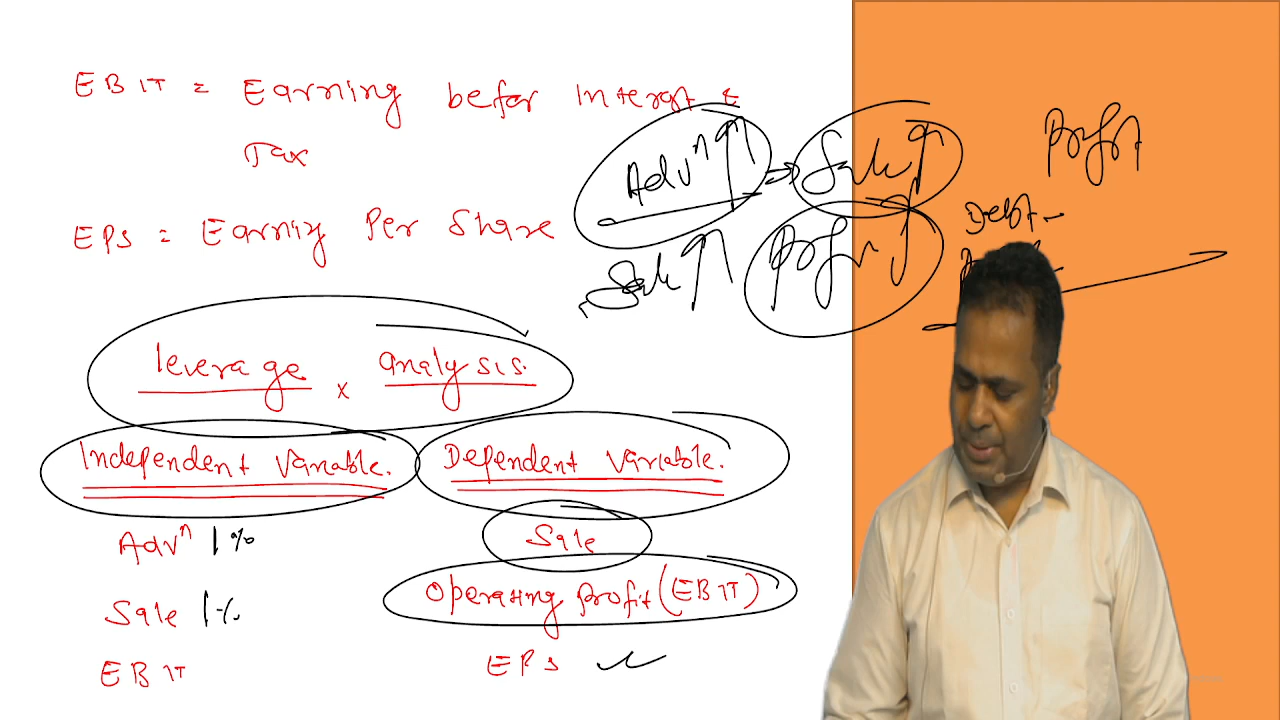 EBIT = Earning befor Interst &
Tax
Advⁿ ↑ → Sale ↑
Profit
EPS = Earning Per Share
Sale ↑ Profit ↑
Debt -
leverage x analysis.
Independent Variable. Dependent Variable.
Advⁿ 1% Sale
Sale 1% Operating Profit (EBIT)
EBIT EPS